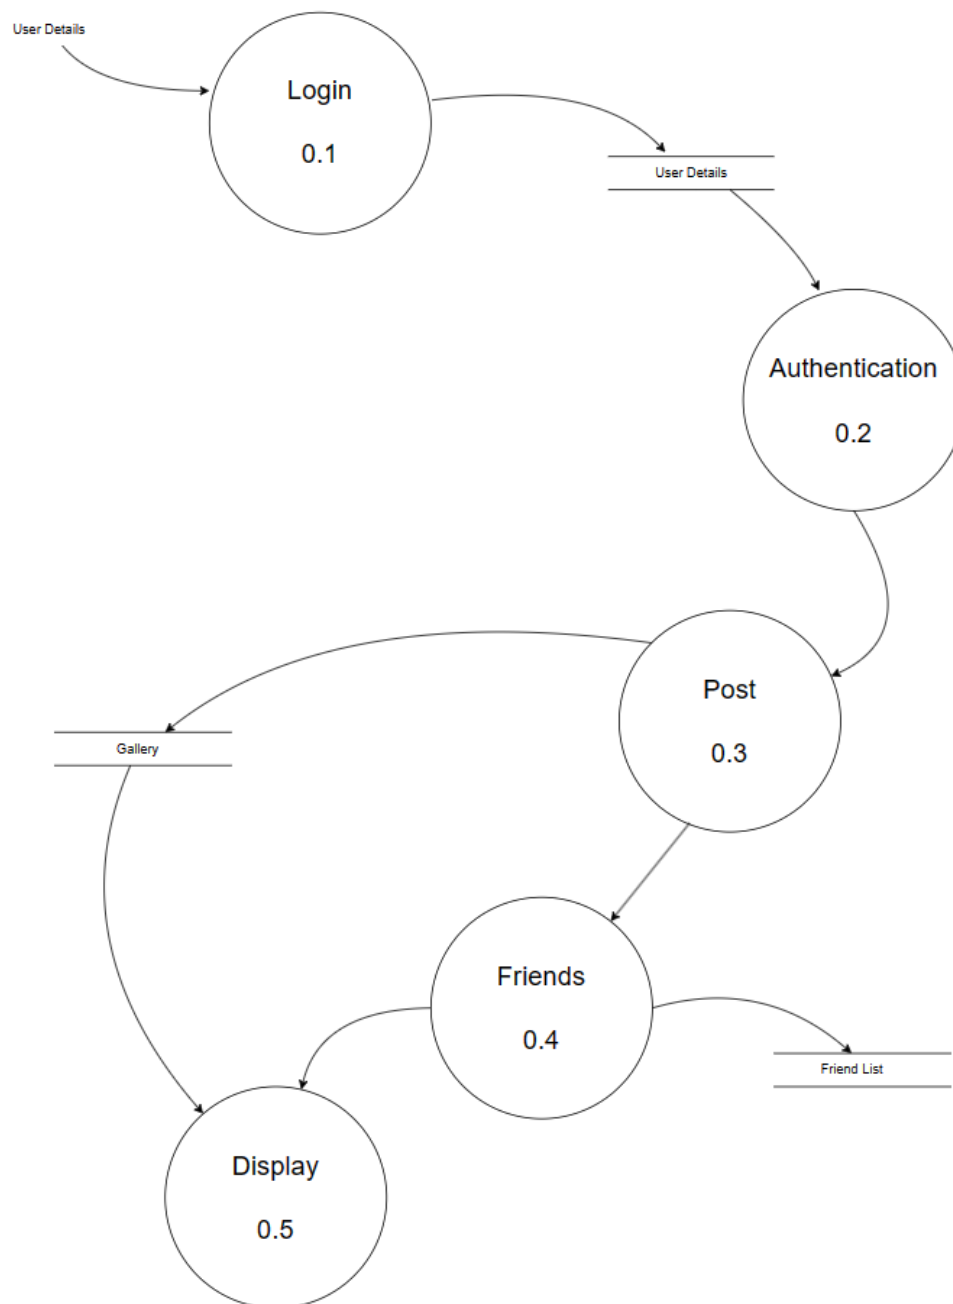 User Details
Login
0.1
User Details
Authentication
0.2
Post
0.3
Gallery
Friends
0.4
Friend List
Display
0.5